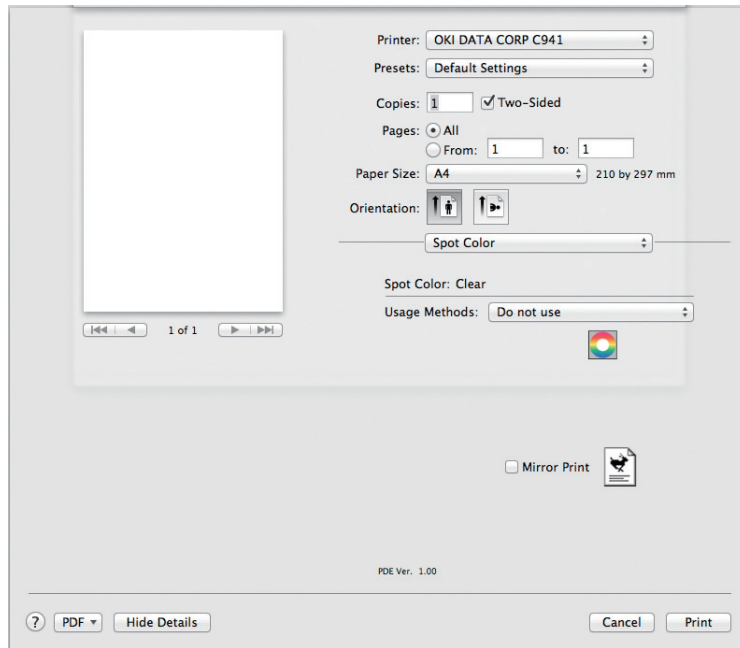 Printer: OKI DATA CORP C941
Presets: Default Settings
Copies: 1 Two-Sided
Pages: All
From: 1 to: 1
Paper Size: A4 210 by 297 mm
Orientation:
Spot Color
Spot Color: Clear
Usage Methods: Do not use
1 of 1
Mirror Print
PDE Ver. 1.00
? PDF Hide Details Cancel Print